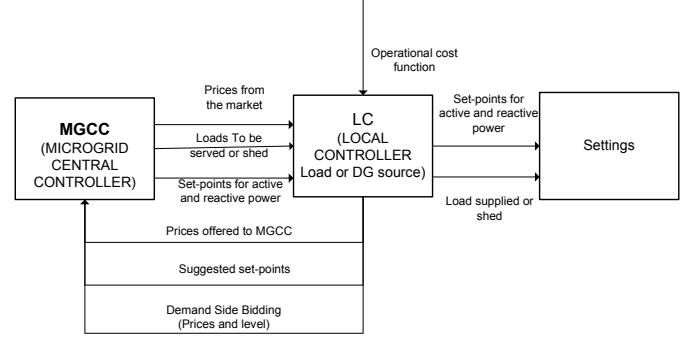 Operational cost
function
Prices from
the market
Set-points for
active and reactive
power
MGCC
(MICROGRID
CENTRAL
CONTROLLER)
Loads To be
served or shed
LC
(LOCAL
CONTROLLER
Load or DG source)
Settings
Set-points for active
and reactive power
Load supplied or
shed
Prices offered to MGCC
Suggested set-points
Demand Side Bidding
(Prices and level)